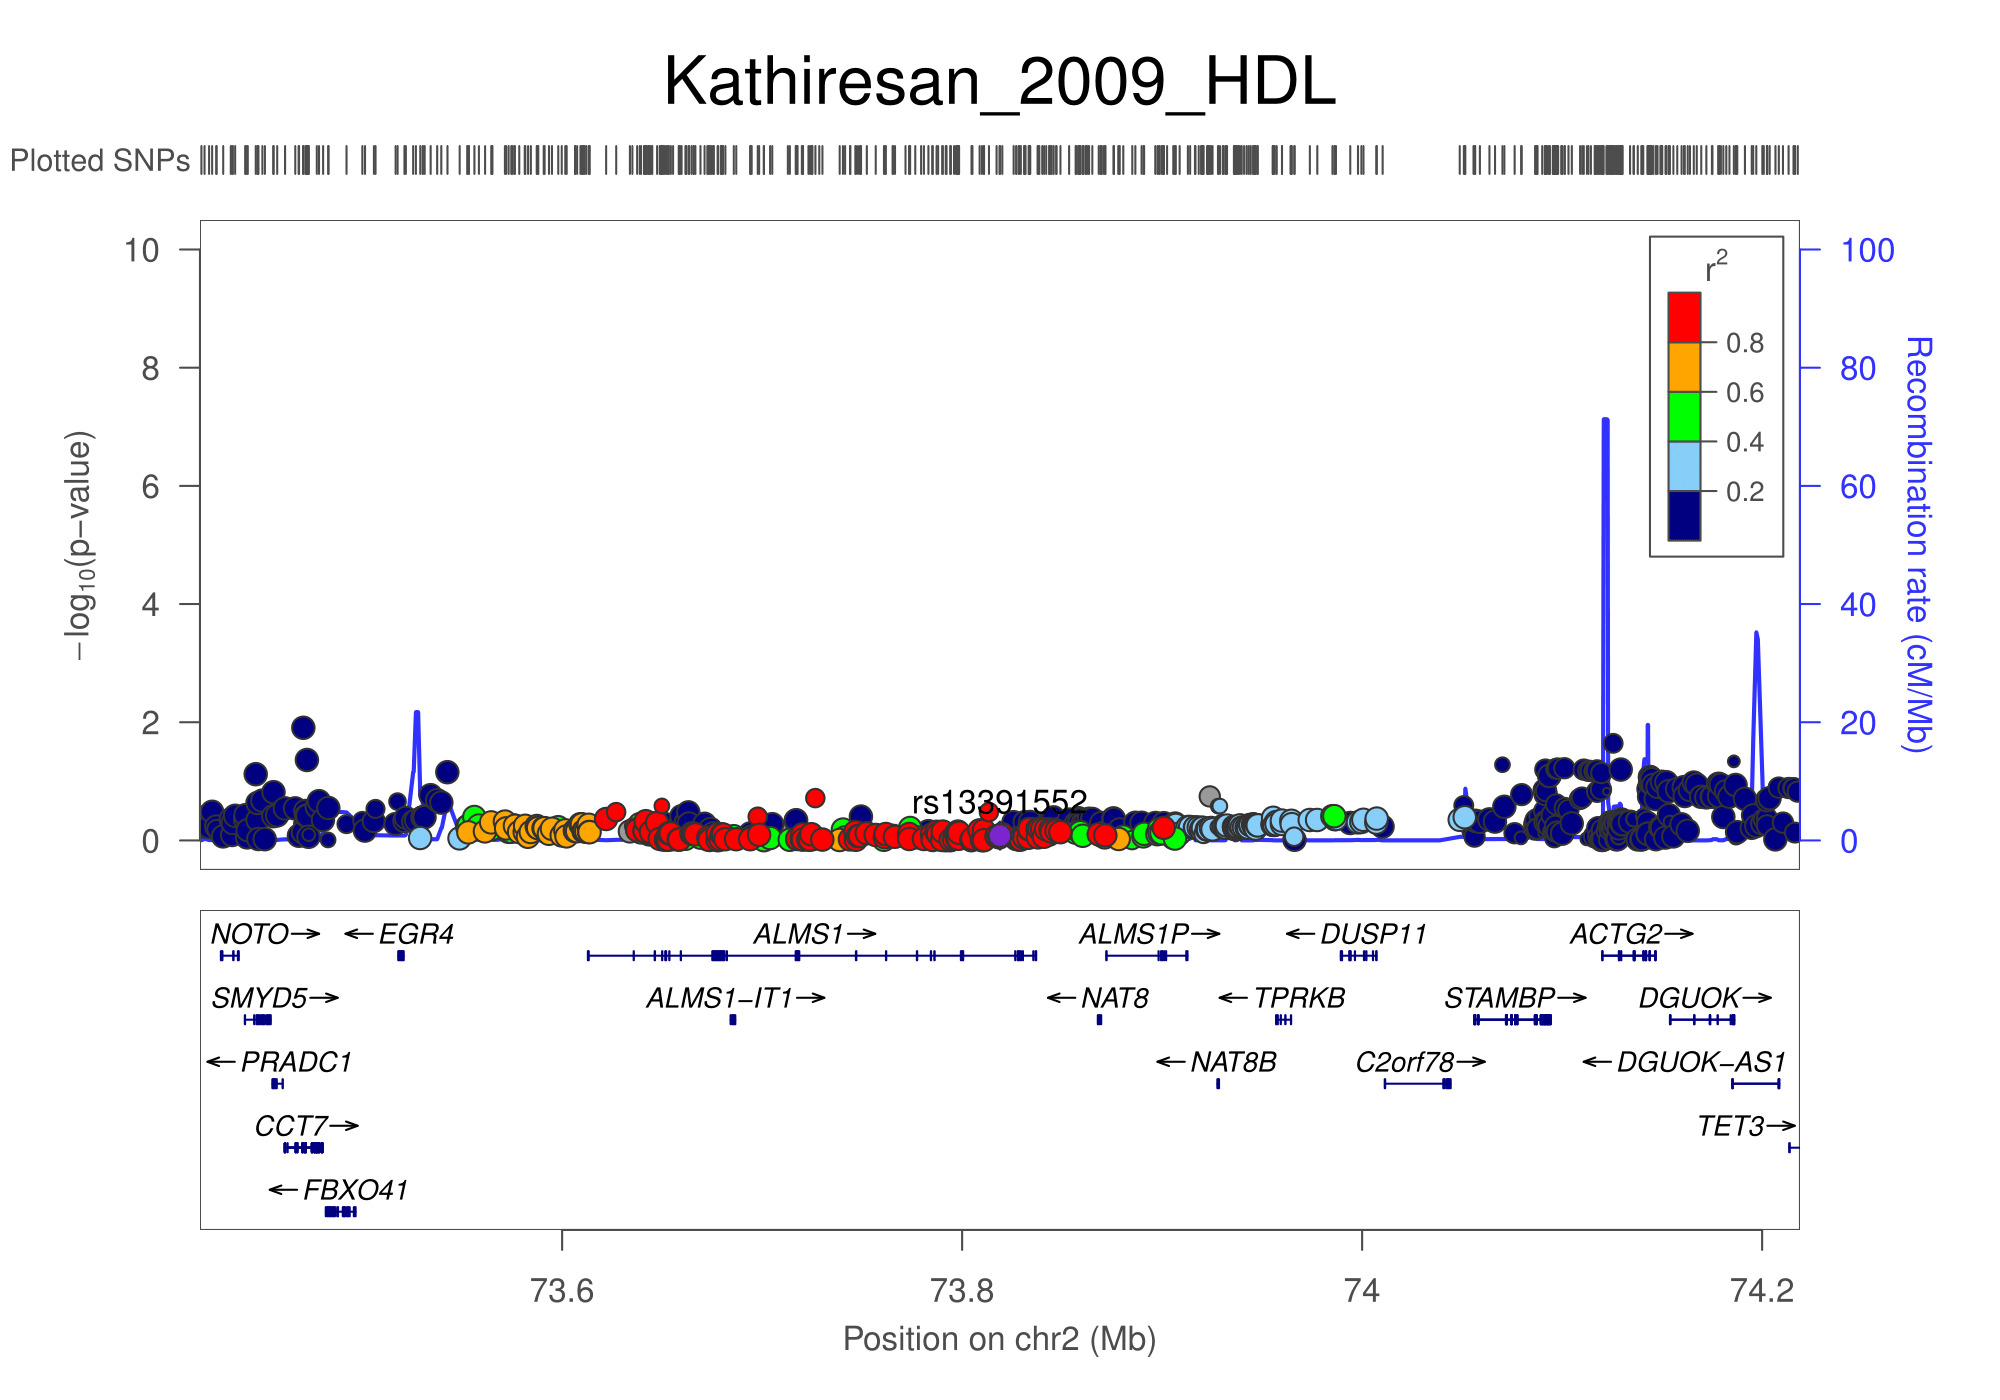 Kathiresan_2009_HDL
Plotted SNPs
10
8
6
4
2
0
−log10(p−value)
100
80
60
40
20
0
Recombination rate (cM/Mb)
r2
0.8
0.6
0.4
0.2
rs13391552
NOTO→ ←EGR4 ALMS1→ ALMS1P→ ←DUSP11 ACTG2→
SMYD5→ ALMS1−IT1→ ←NAT8 ←TPRKB STAMBP→ DGUOK→
←PRADC1 ←NAT8B C2orf78→ ←DGUOK−AS1
CCT7→ TET3→
←FBXO41
73.6 73.8 74 74.2
Position on chr2 (Mb)